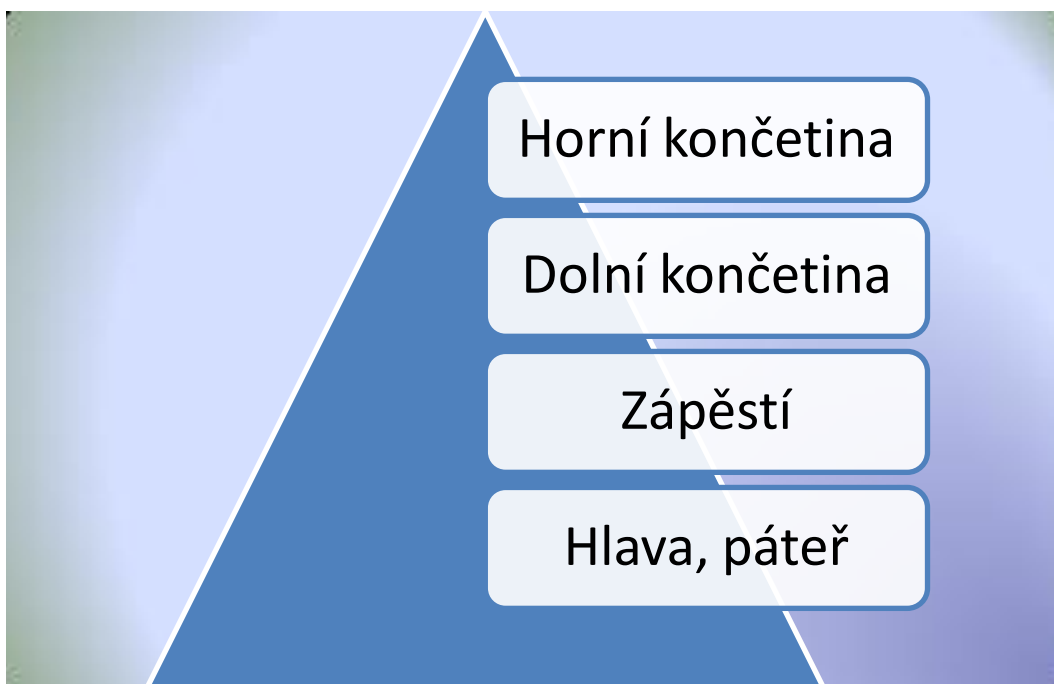 Horní končetina
Dolní končetina
Zápěstí
Hlava, páteř